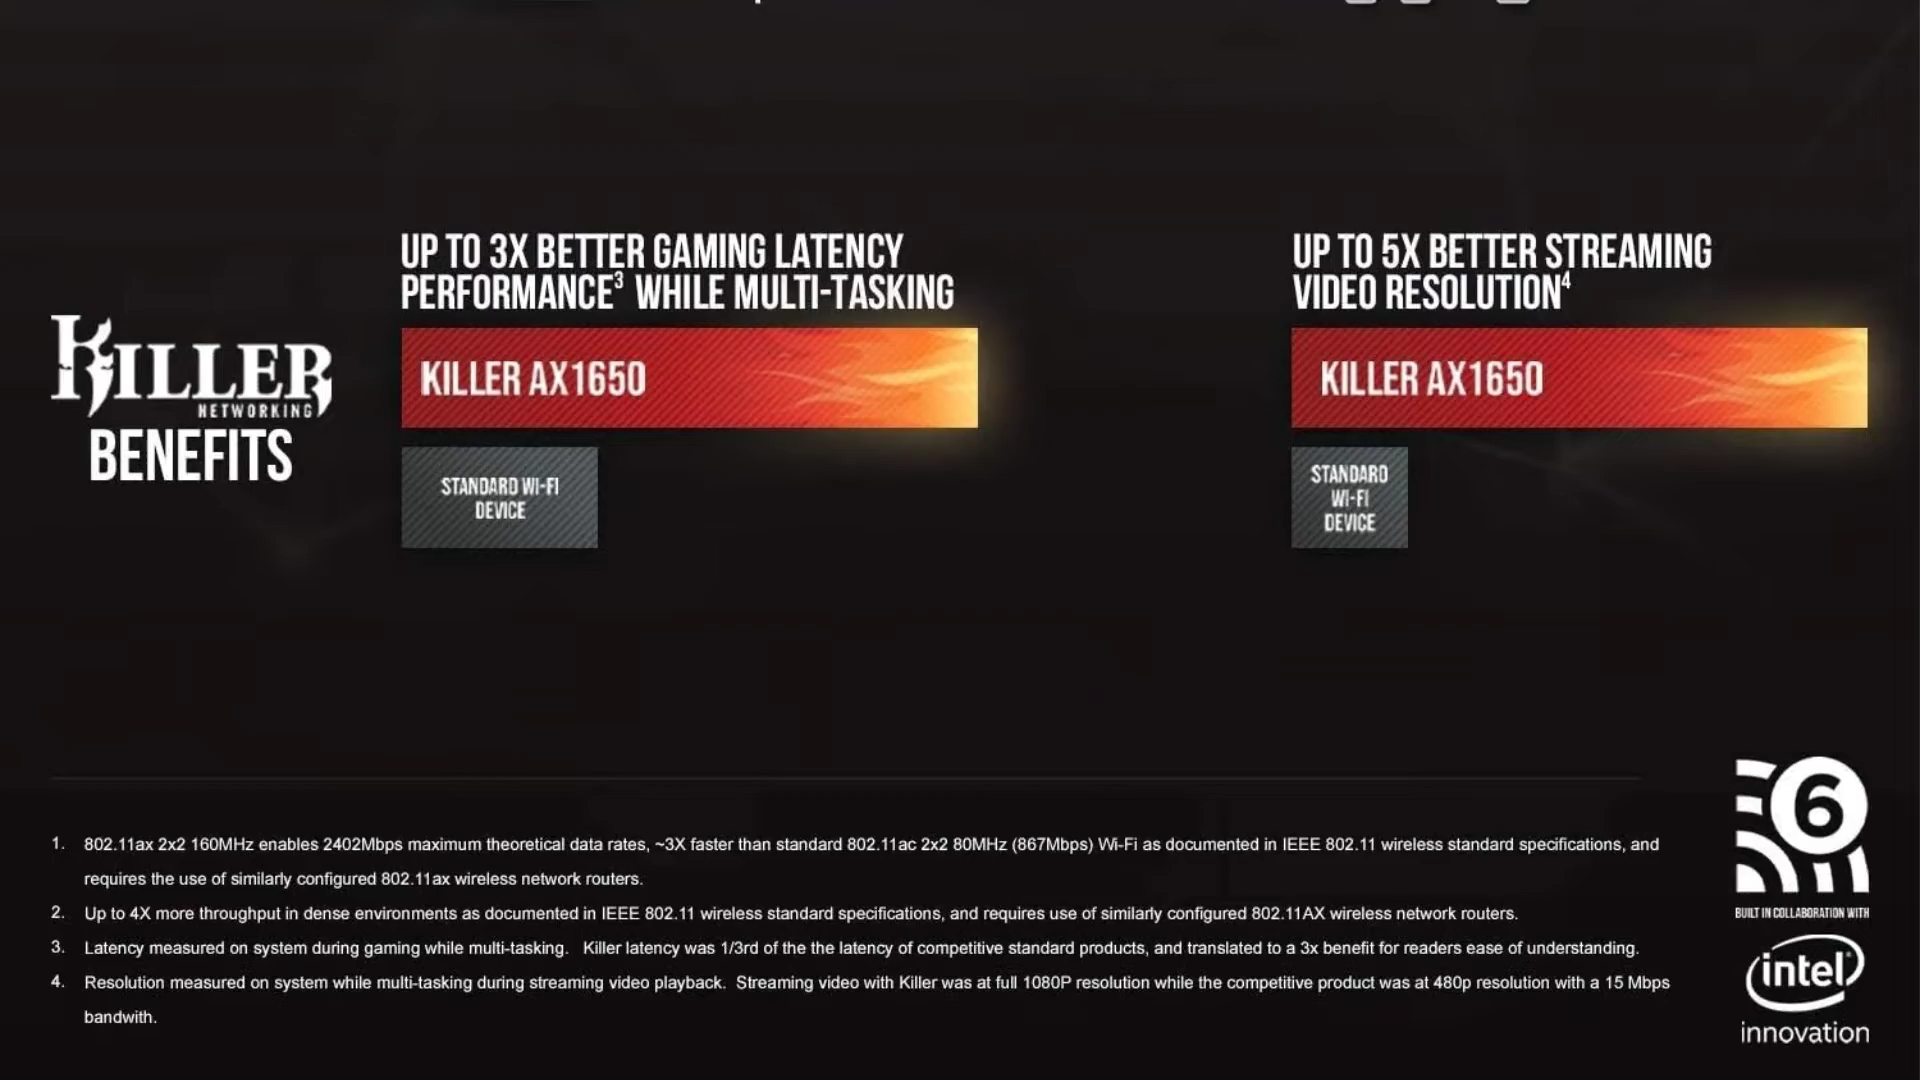 UP TO 3X BETTER GAMING LATENCY
PERFORMANCE³ WHILE MULTI-TASKING
KILLER AX1650
STANDARD WI-FI
DEVICE
UP TO 5X BETTER STREAMING
VIDEO RESOLUTION⁴
KILLER AX1650
STANDARD
WI-FI
DEVICE
KILLER
NETWORKING
BENEFITS
1. 802.11ax 2x2 160MHz enables 2402Mbps maximum theoretical data rates, ~3X faster than standard 802.11ac 2x2 80MHz (867Mbps) Wi-Fi as documented in IEEE 802.11 wireless standard specifications, and
requires the use of similarly configured 802.11ax wireless network routers.
2. Up to 4X more throughput in dense environments as documented in IEEE 802.11 wireless standard specifications, and requires use of similarly configured 802.11AX wireless network routers.
3. Latency measured on system during gaming while multi-tasking. Killer latency was 1/3rd of the the latency of competitive standard products, and translated to a 3x benefit for readers ease of understanding.
4. Resolution measured on system while multi-tasking during streaming video playback. Streaming video with Killer was at full 1080P resolution while the competitive product was at 480p resolution with a 15 Mbps
bandwith.
6
BUILT IN COLLABORATION WITH
intel
innovation